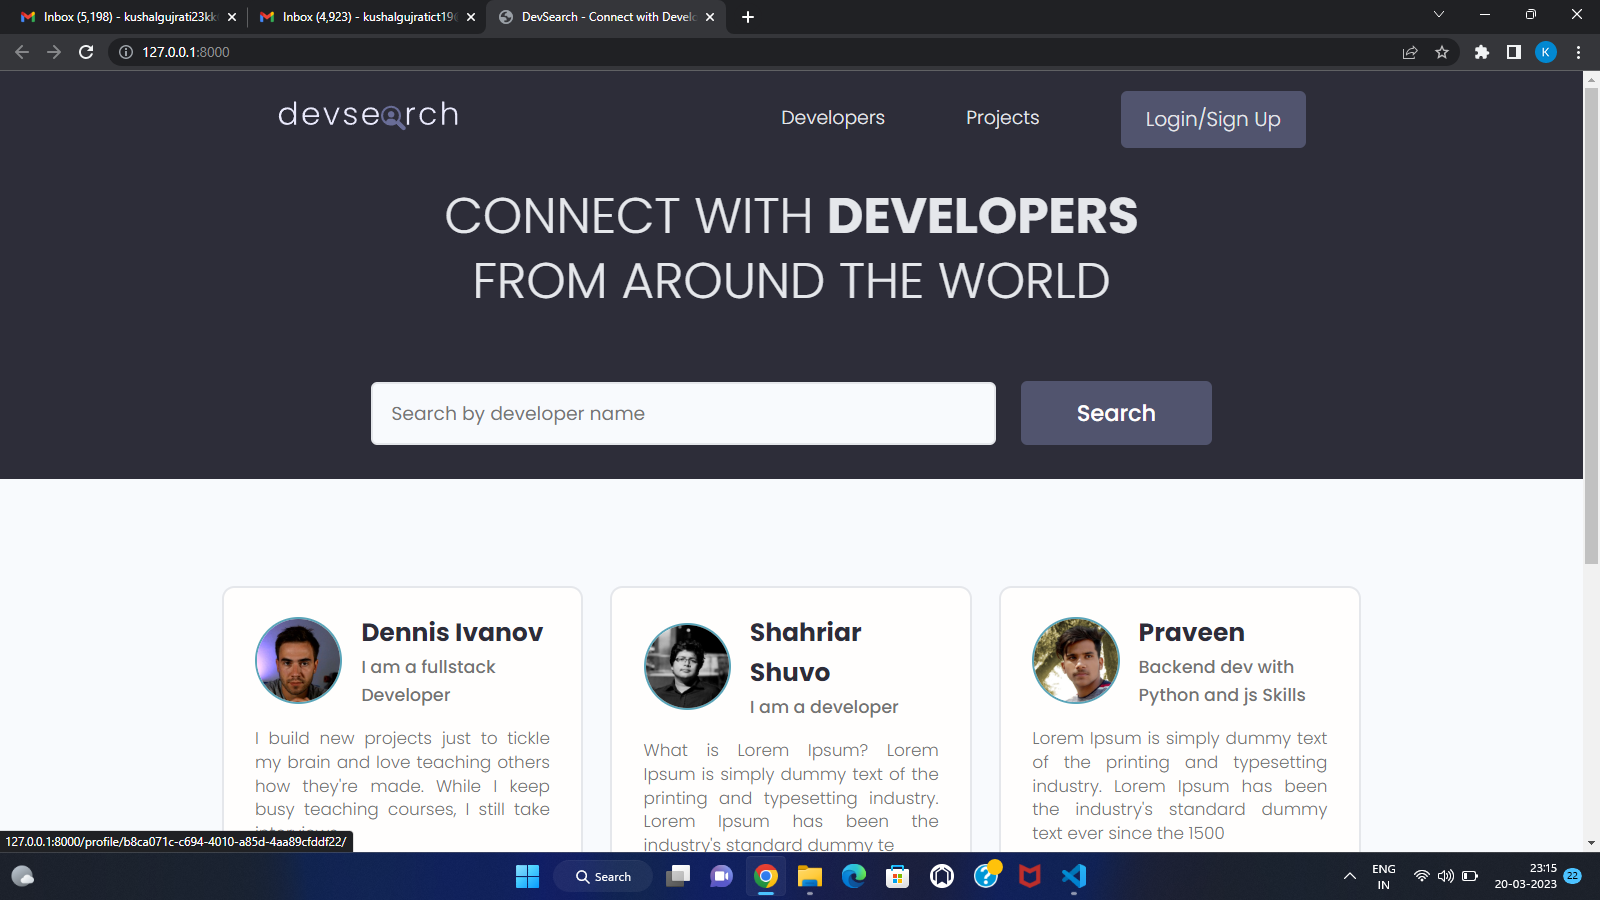 Inbox (5,198) - kushalgujrati23kk
Inbox (4,923) - kushalgujratict19
DevSearch - Connect with Develo
127.0.0.1:8000
K
devsearch
Developers
Projects
Login/Sign Up
CONNECT WITH DEVELOPERS
FROM AROUND THE WORLD
Search by developer name
Search
Dennis Ivanov
I am a fullstack
Developer
I build new projects just to tickle
my brain and love teaching others
how they're made. While I keep
busy teaching courses, I still take
Shahriar
Shuvo
I am a developer
What is Lorem Ipsum? Lorem
Ipsum is simply dummy text of the
printing and typesetting industry.
Lorem Ipsum has been the
industry's standard dummy te
Praveen
Backend dev with
Python and js Skills
Lorem Ipsum is simply dummy text
of the printing and typesetting
industry. Lorem Ipsum has been
the industry's standard dummy
text ever since the 1500
127.0.0.1:8000/profile/b8ca071c-c694-4010-a85d-4aa89cfddf22/
Search
ENG
IN
23:15
20-03-2023
22